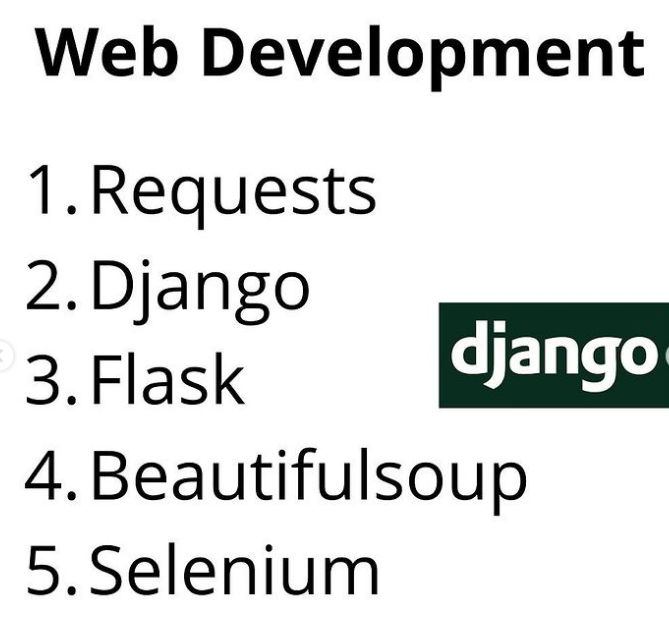 Web Development
1. Requests
2. Django
3. Flask
django
4. Beautifulsoup
5. Selenium